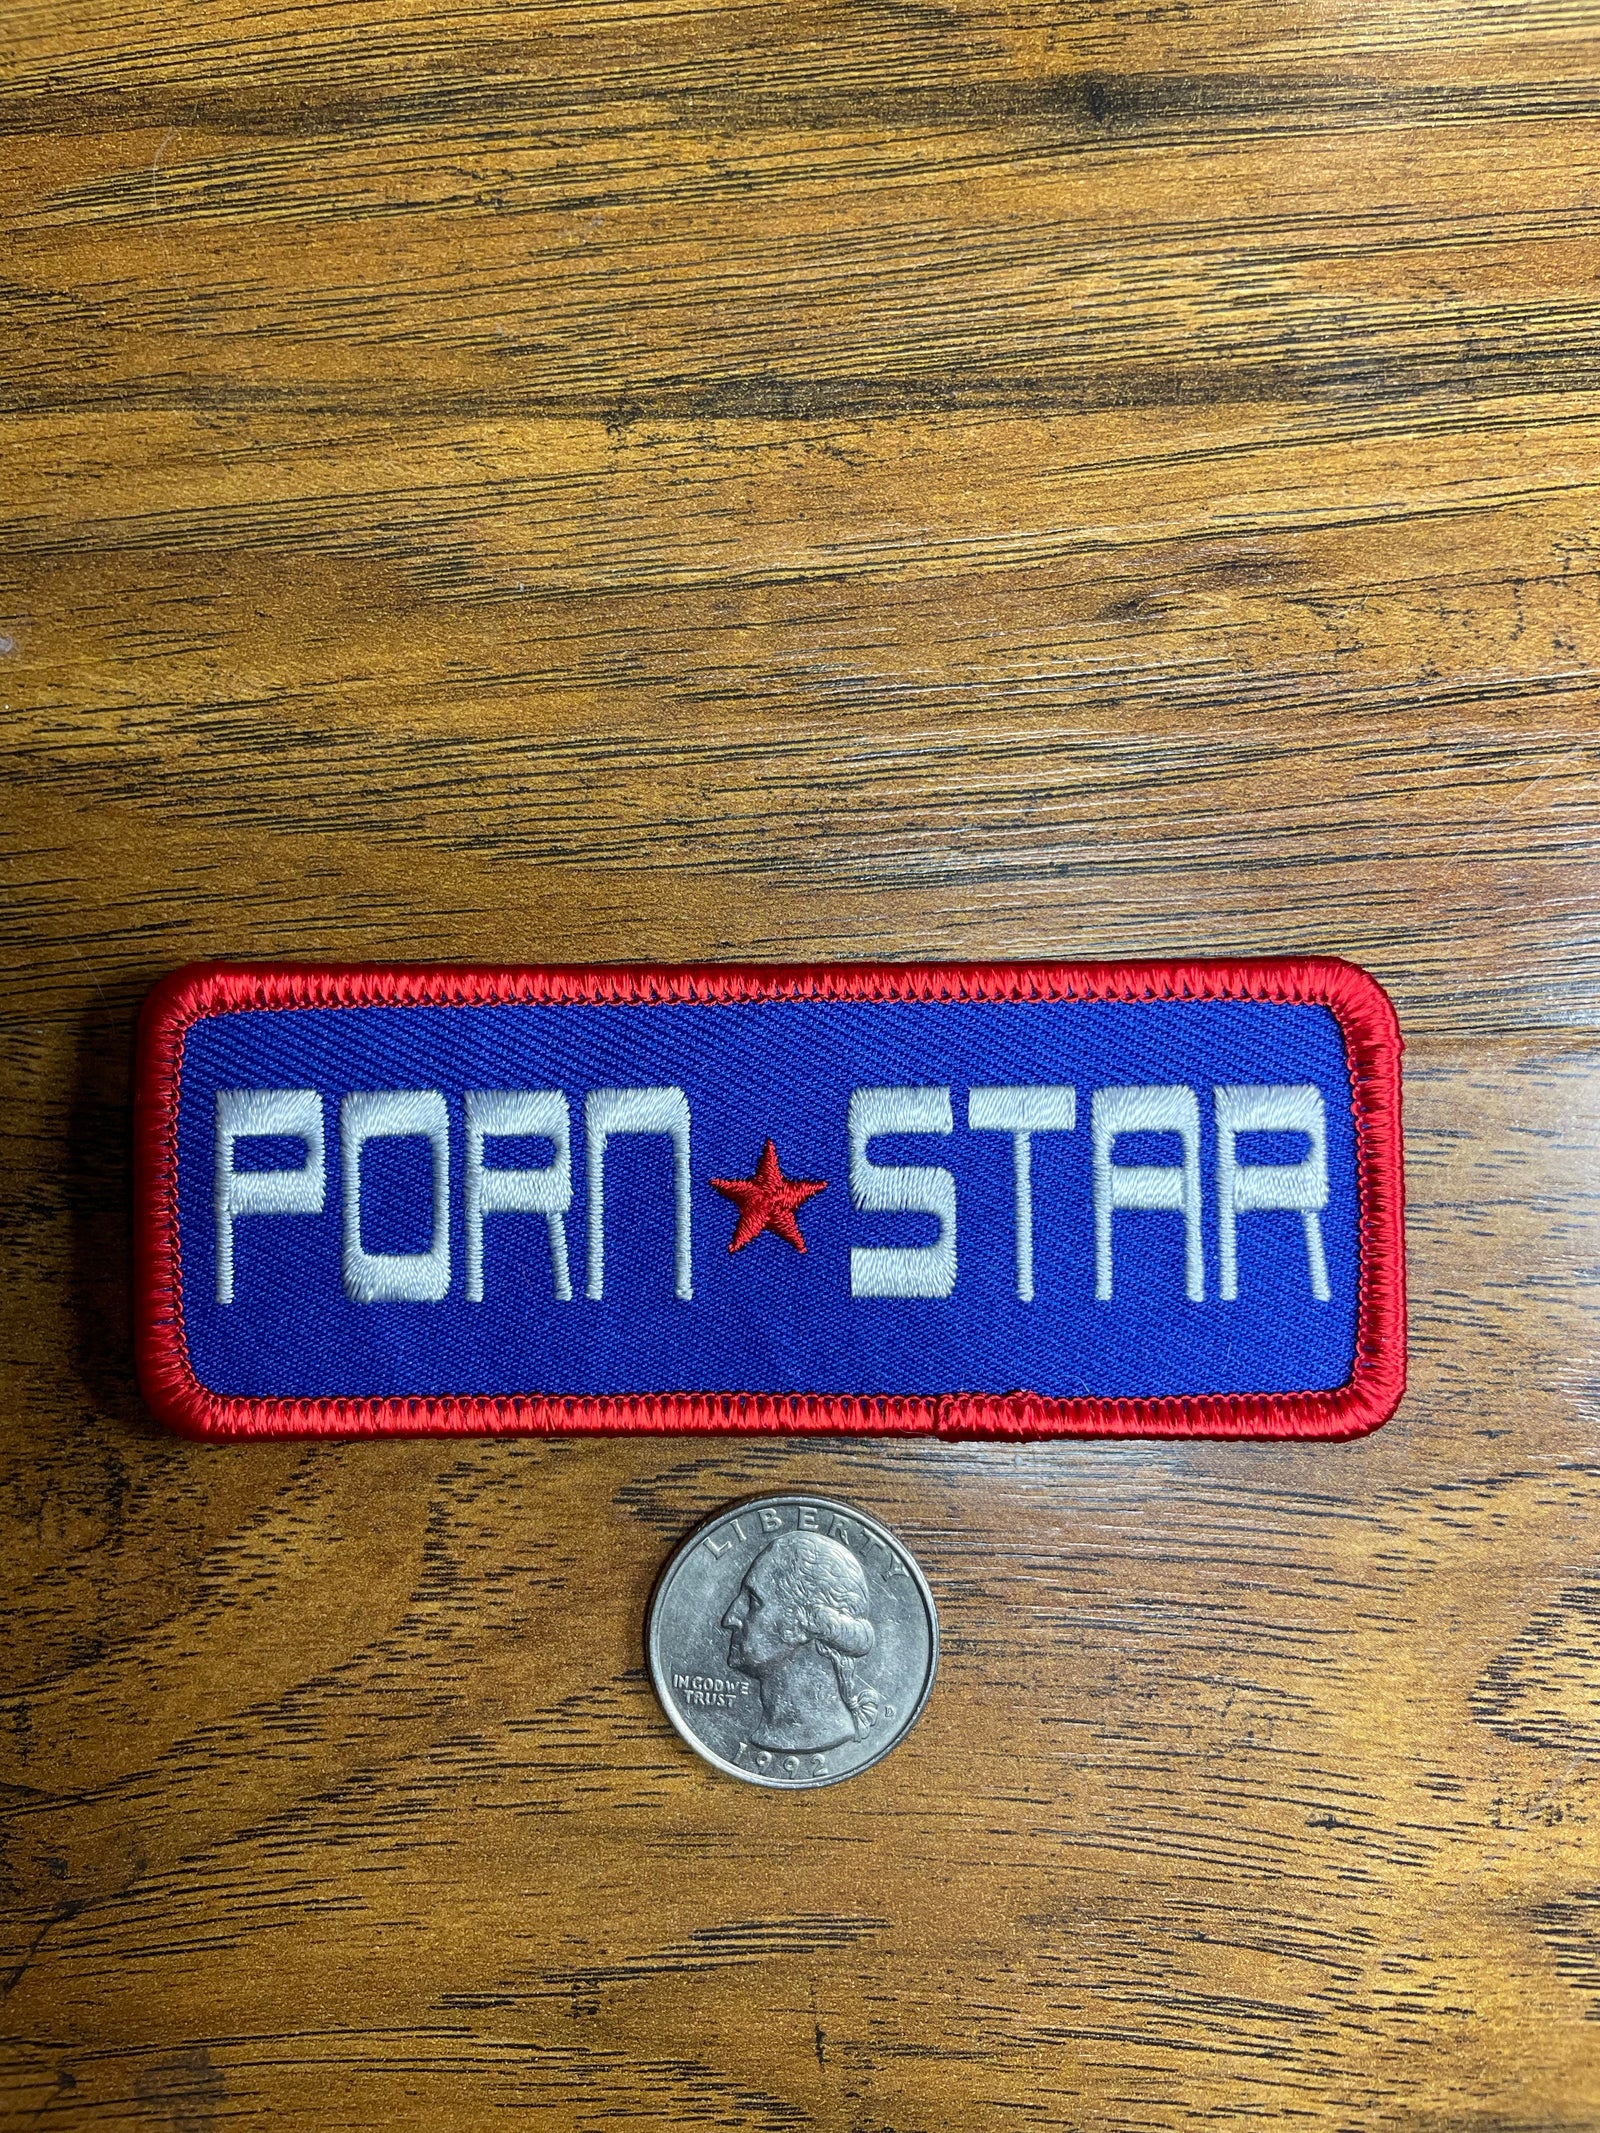 PORN★STAR
LIBERTY
IN GOD WE
TRUST
D
1992